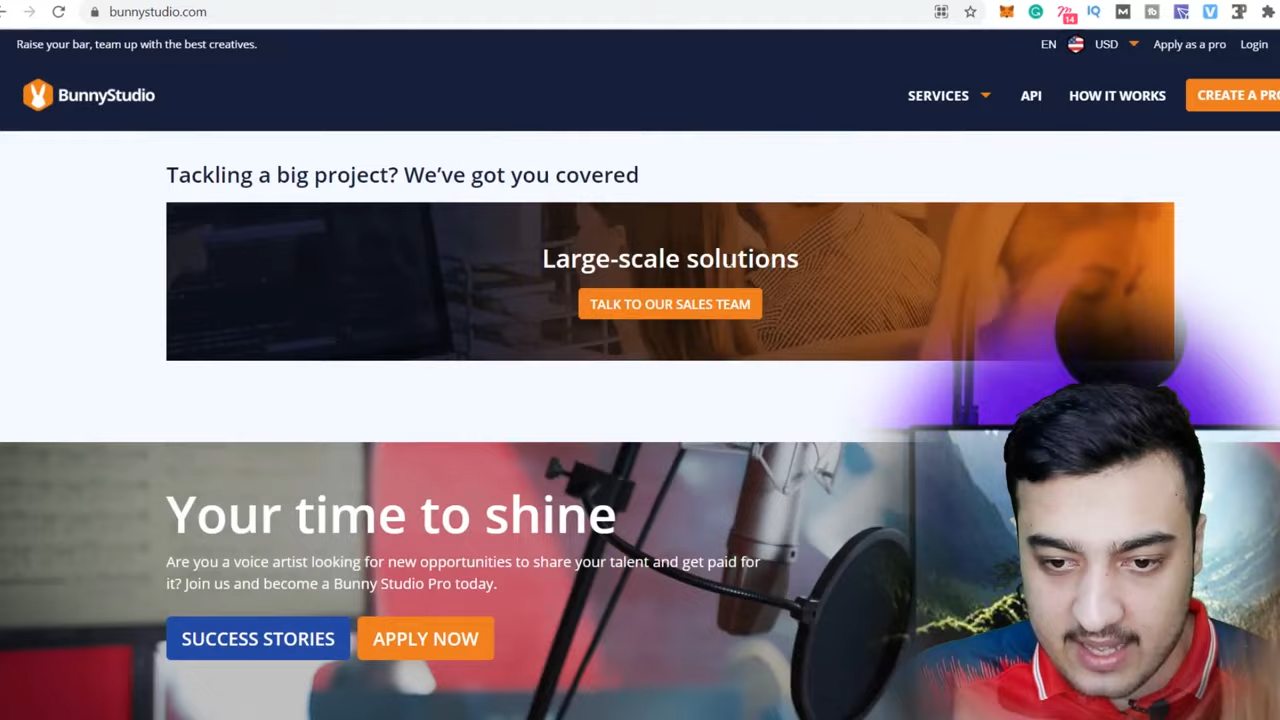 bunnystudio.com
14
Raise your bar, team up with the best creatives.
EN USD Apply as a pro Login
BunnyStudio
SERVICES API HOW IT WORKS CREATE A PRO
Tackling a big project? We’ve got you covered
Large-scale solutions
TALK TO OUR SALES TEAM
Your time to shine
Are you a voice artist looking for new opportunities to share your talent and get paid for
it? Join us and become a Bunny Studio Pro today.
SUCCESS STORIES APPLY NOW